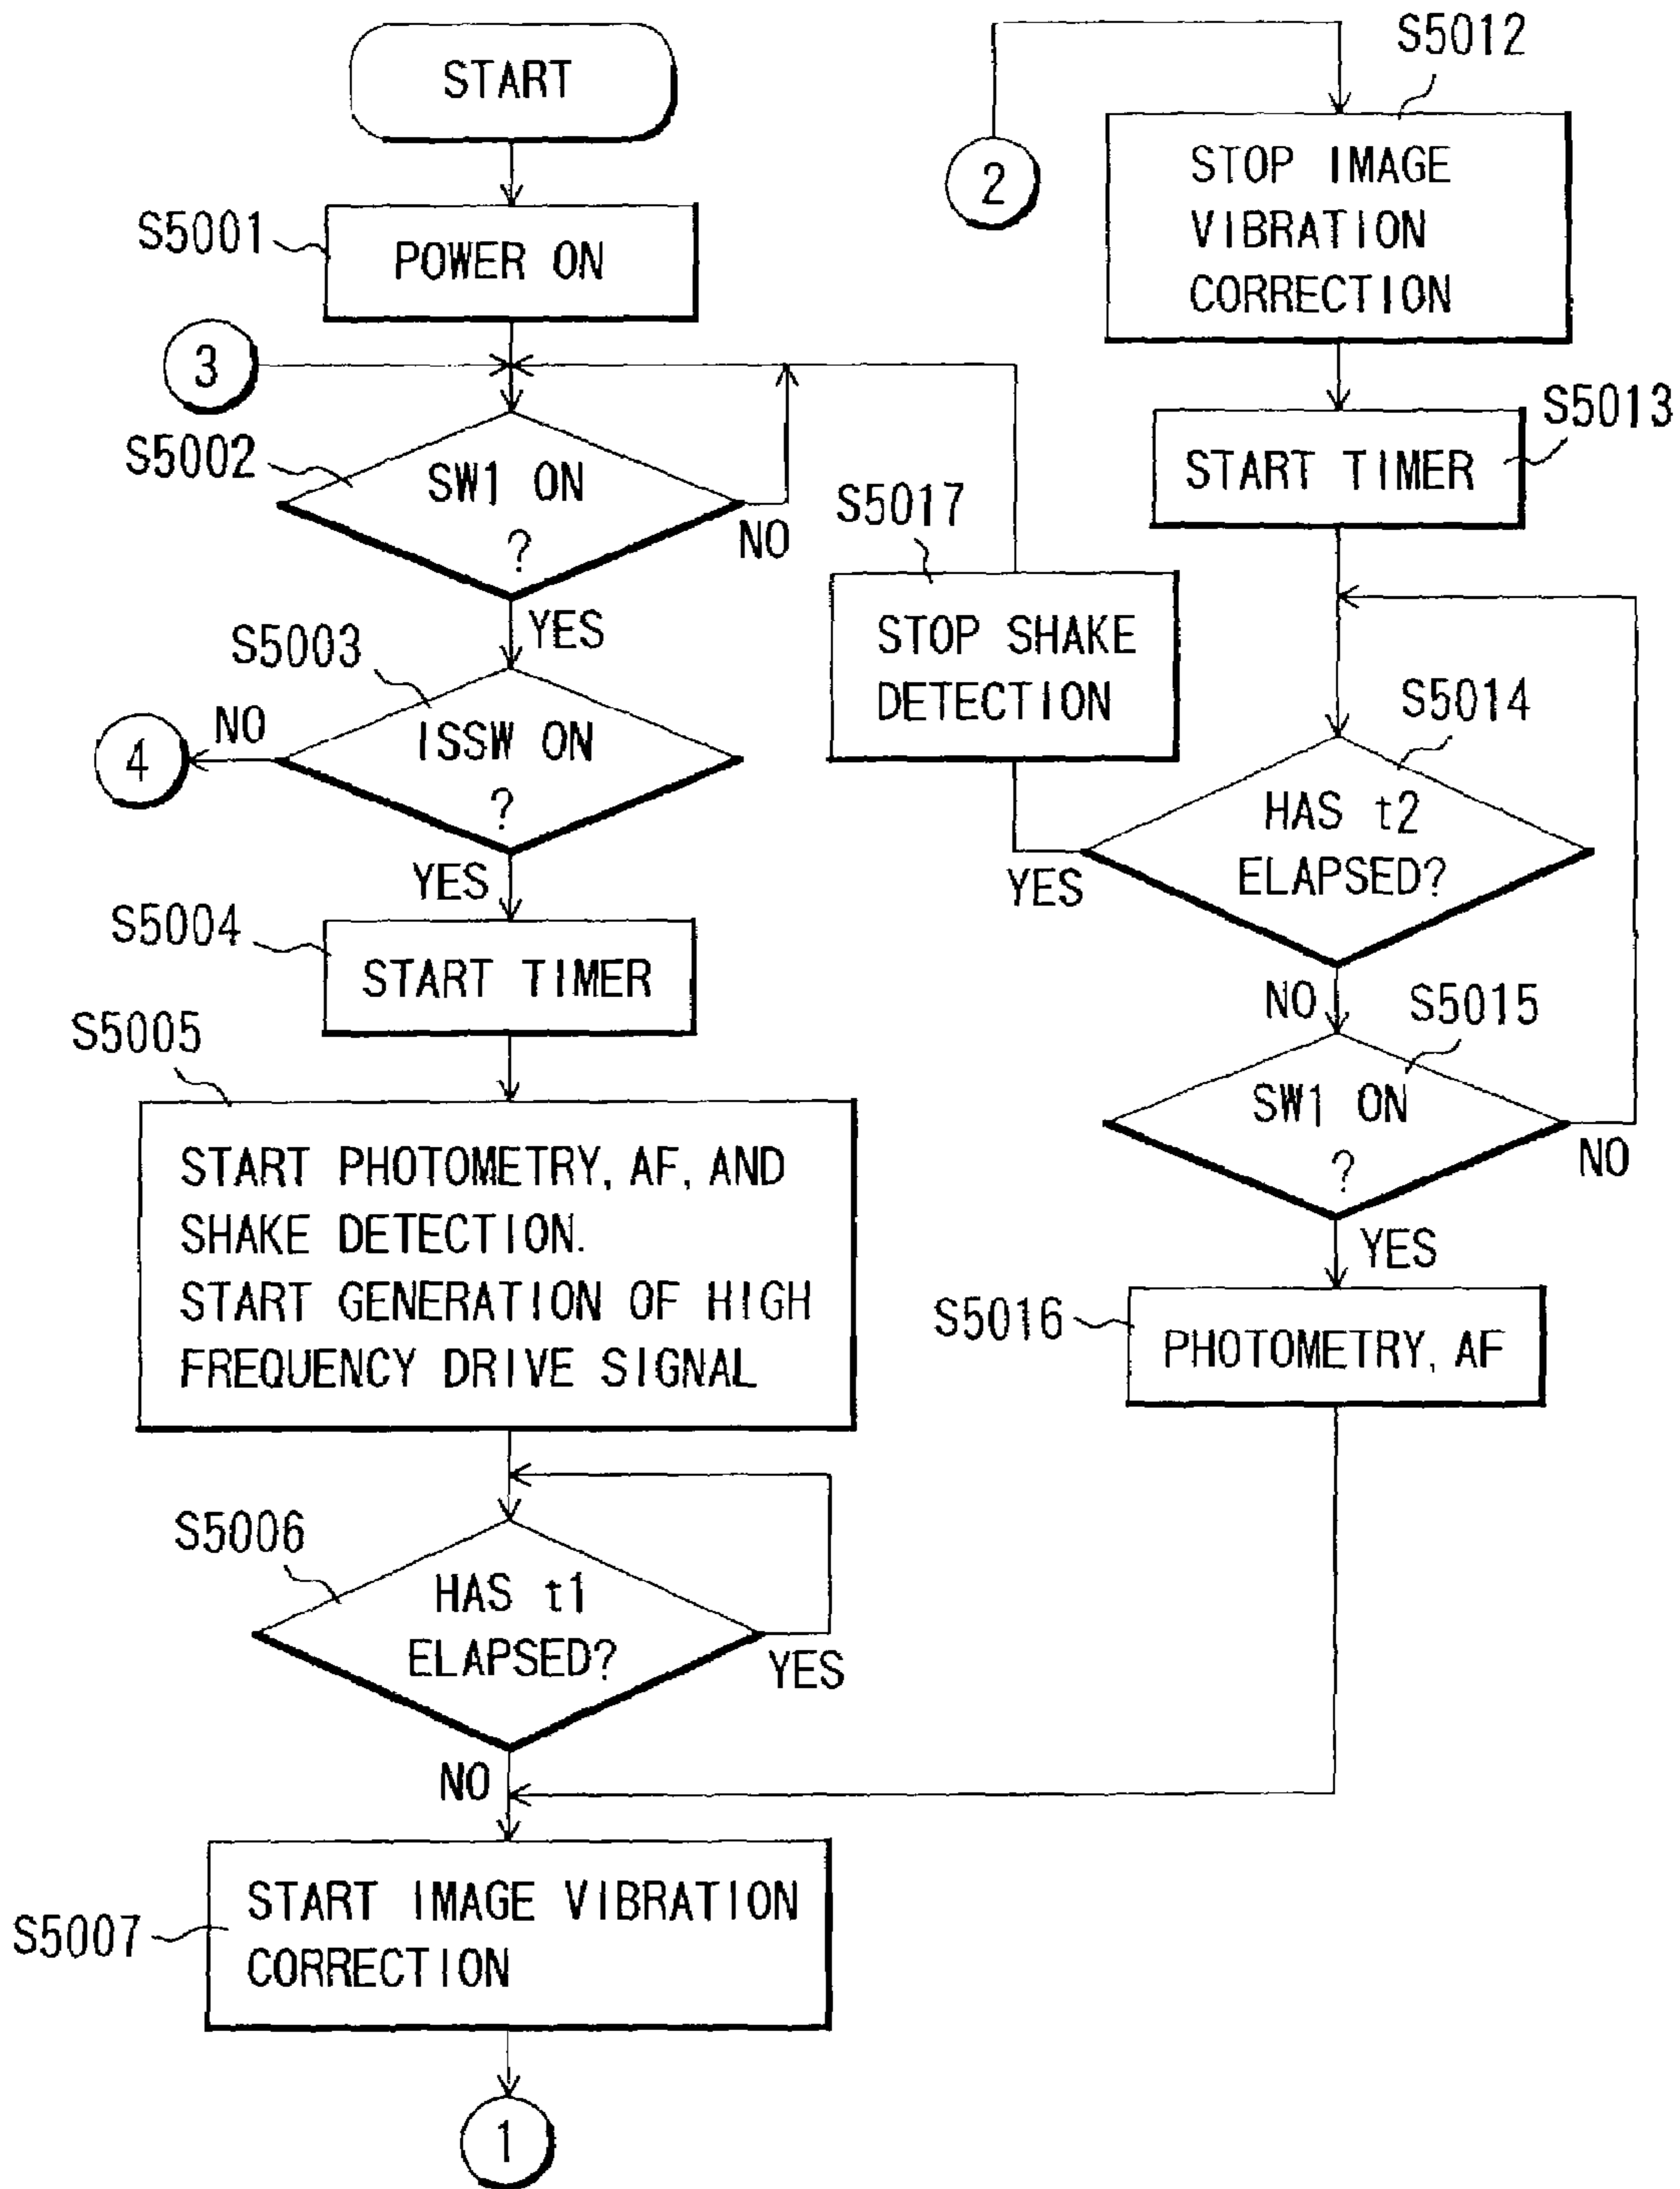 START
S5001
POWER ON
3
S5002
SW1 ON
?
NO
YES
S5003
ISSW ON
?
NO
4
YES
S5004
START TIMER
S5005
START PHOTOMETRY, AF, AND
SHAKE DETECTION.
START GENERATION OF HIGH
FREQUENCY DRIVE SIGNAL
S5006
HAS t1
ELAPSED?
YES
NO
S5007
START IMAGE VIBRATION
CORRECTION
1
2
S5012
STOP IMAGE
VIBRATION
CORRECTION
S5013
START TIMER
S5017
STOP SHAKE
DETECTION
S5014
HAS t2
ELAPSED?
YES
NO
S5015
SW1 ON
?
NO
YES
S5016
PHOTOMETRY, AF